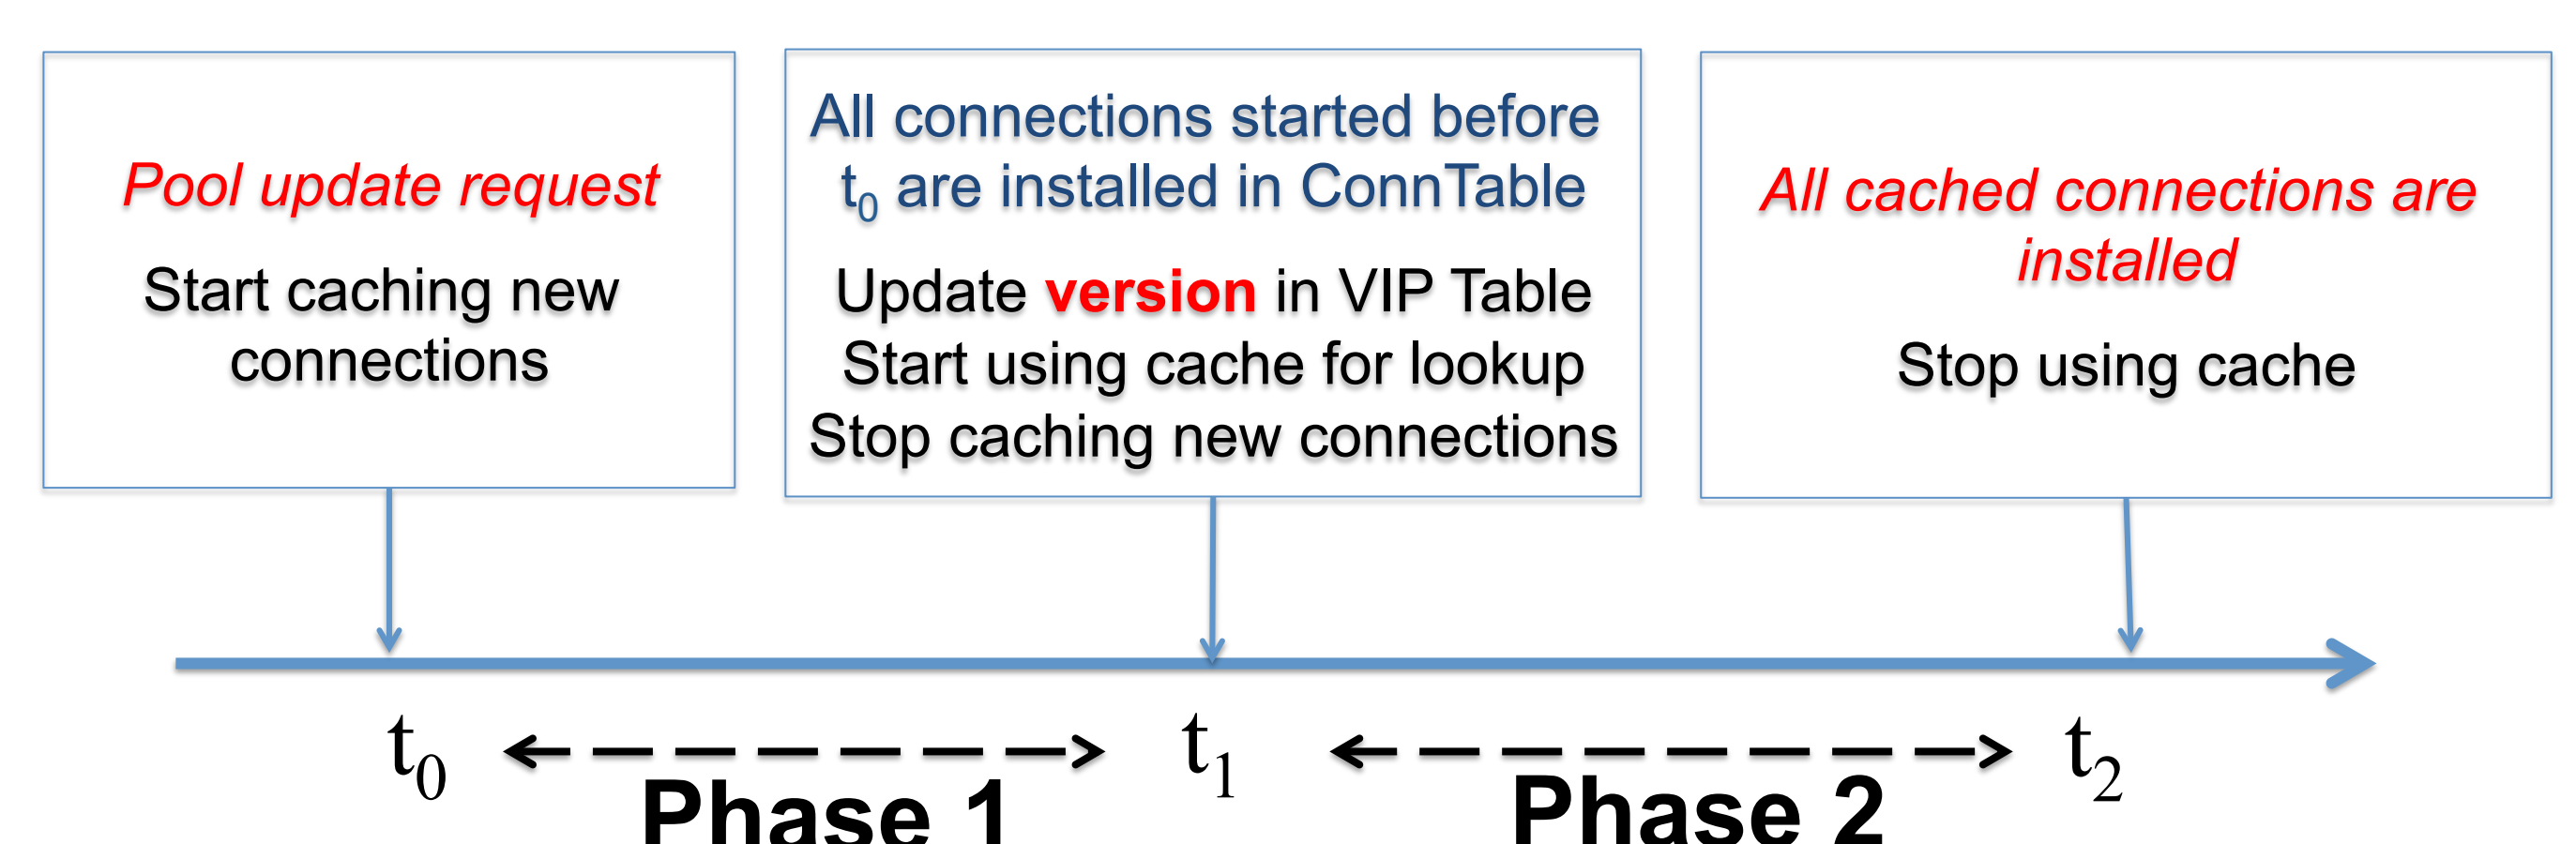 Pool update request
Start caching new
connections
All connections started before
t0 are installed in ConnTable
Update version in VIP Table
Start using cache for lookup
Stop caching new connections
All cached connections are
installed
Stop using cache
t0
t1
t2
Phase 1
Phase 2